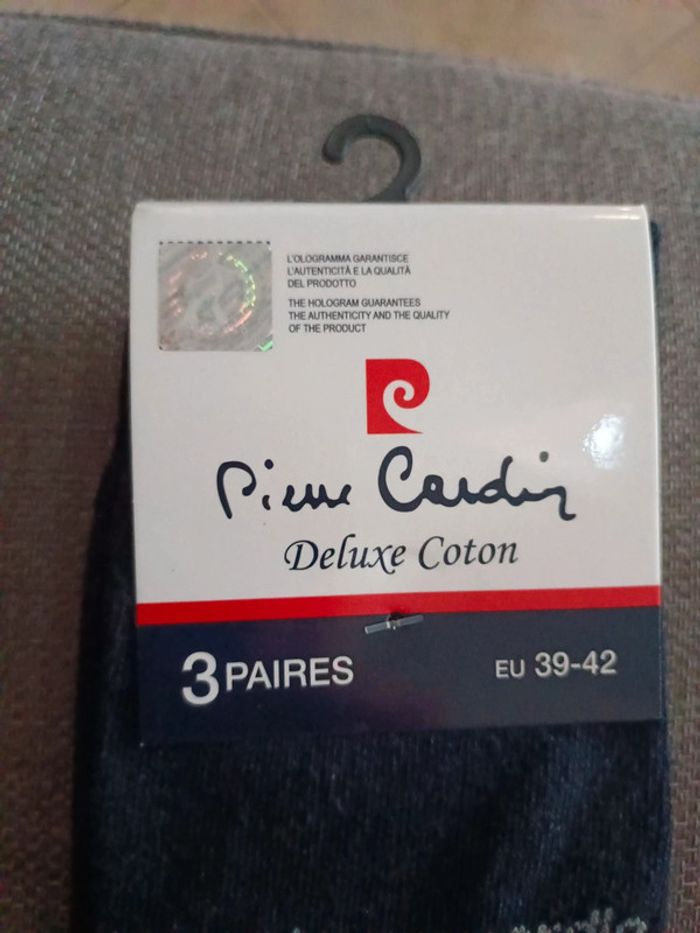 L'OLOGRAMMA GARANTISCE
L'AUTENTICITÀ E LA QUALITÀ
DEL PRODOTTO
THE HOLOGRAM GUARANTEES
THE AUTHENTICITY AND THE QUALITY
OF THE PRODUCT
Pierre Cardin
Deluxe Coton
3 PAIRES EU 39-42